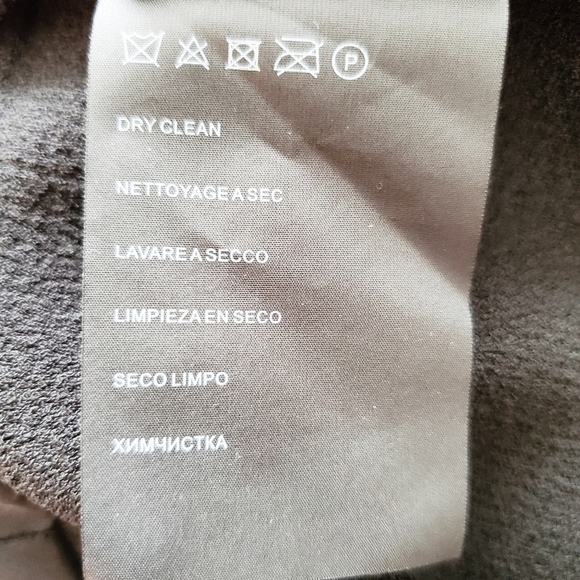 P
DRY CLEAN
NETTOYAGE A SEC
LAVARE A SECCO
LIMPIEZA EN SECO
SECO LIMPO
ХИМЧИСТКА